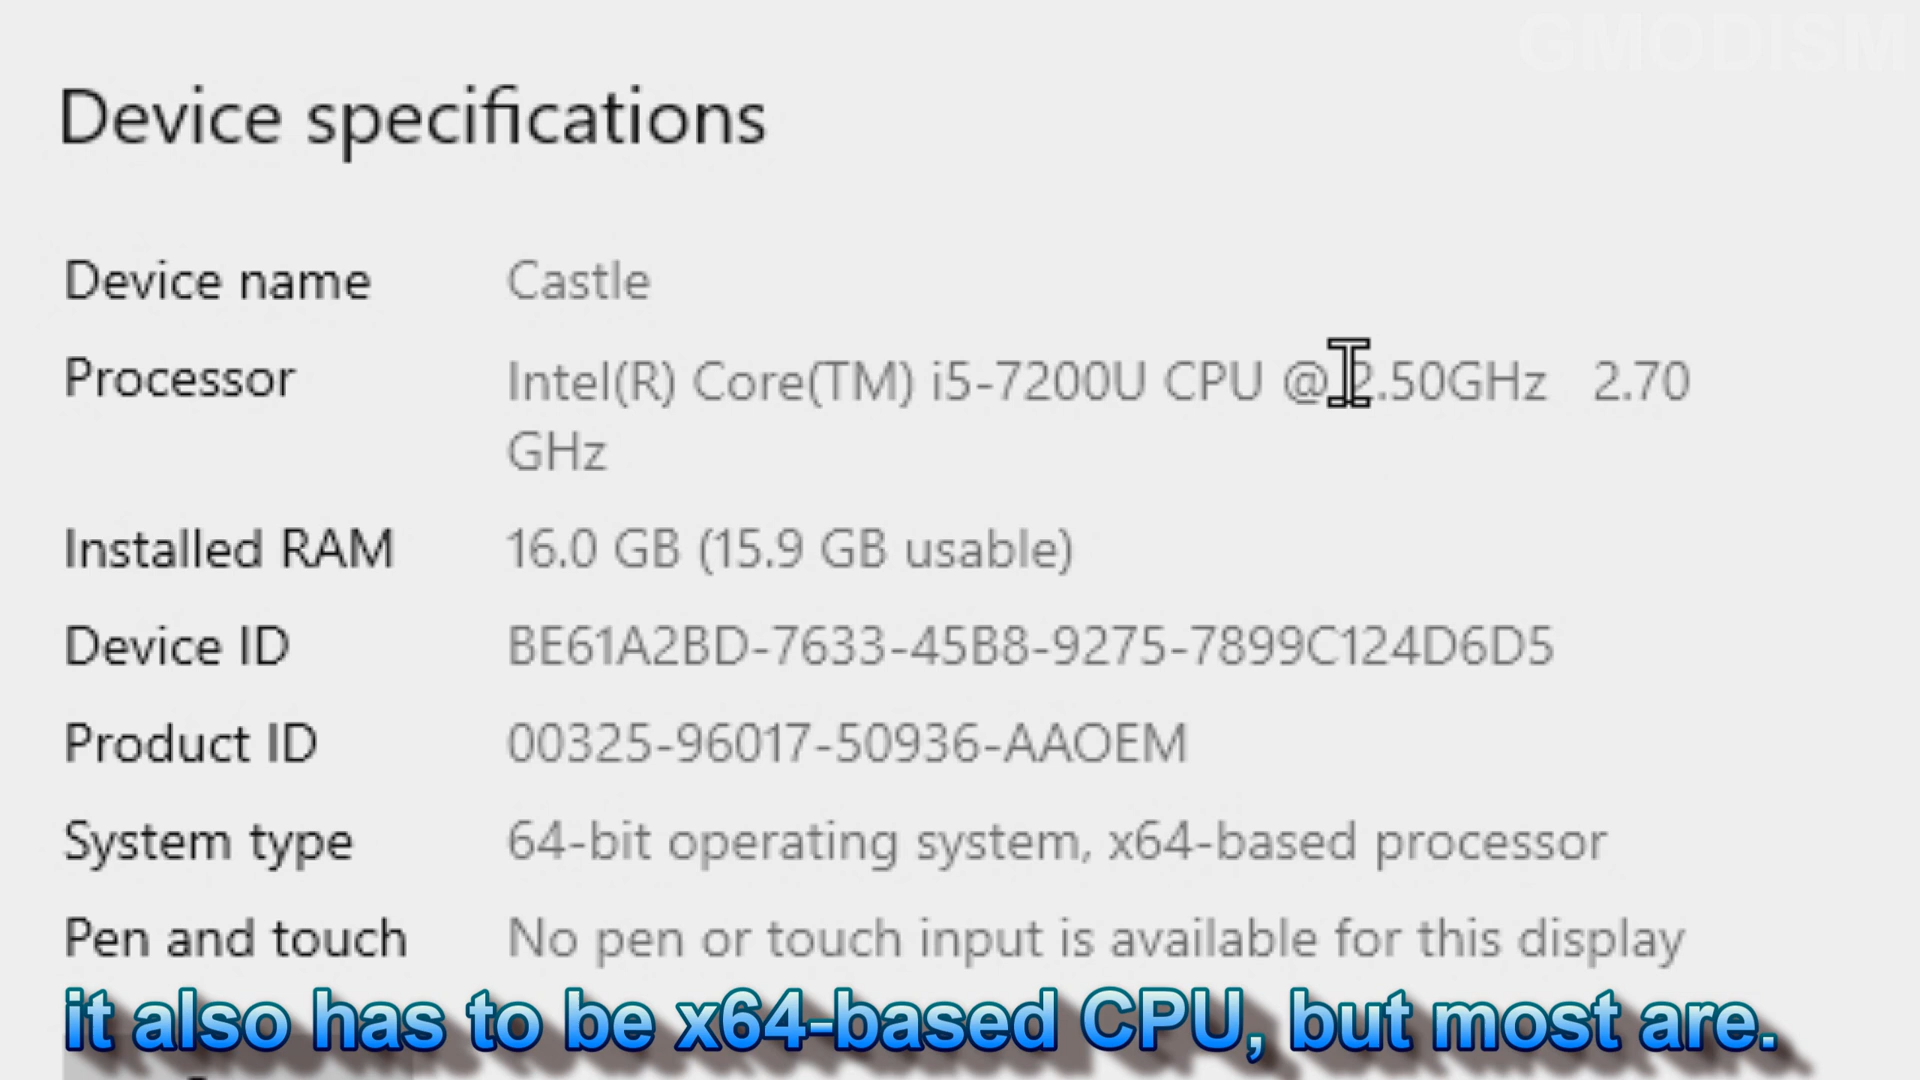 GMODISM
Device specifications
Device name Castle
Processor Intel(R) Core(TM) i5-7200U CPU @ 2.50GHz 2.70
GHz
Installed RAM 16.0 GB (15.9 GB usable)
Device ID BE61A2BD-7633-45B8-9275-7899C124D6D5
Product ID 00325-96017-50936-AAOEM
System type 64-bit operating system, x64-based processor
Pen and touch No pen or touch input is available for this display
it also has to be x64-based CPU, but most are.